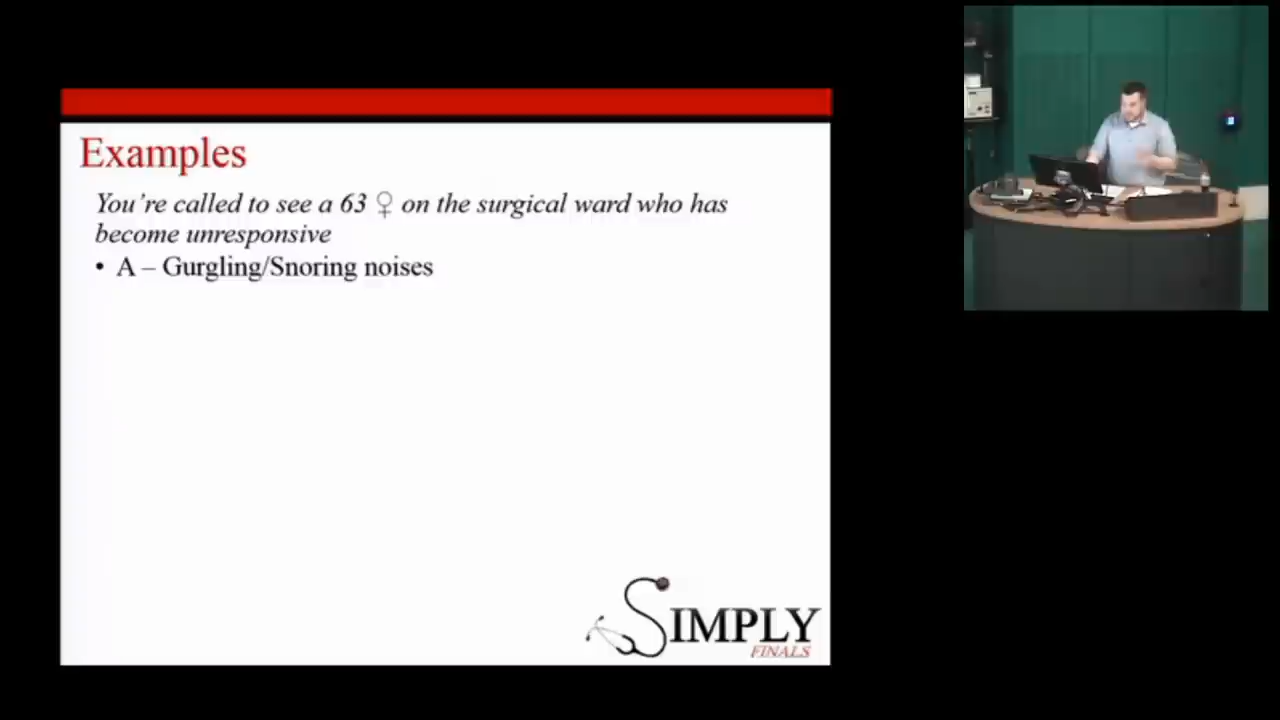 Examples
You're called to see a 63 ♀ on the surgical ward who has
become unresponsive
• A – Gurgling/Snoring noises
SIMPLY
FINALS